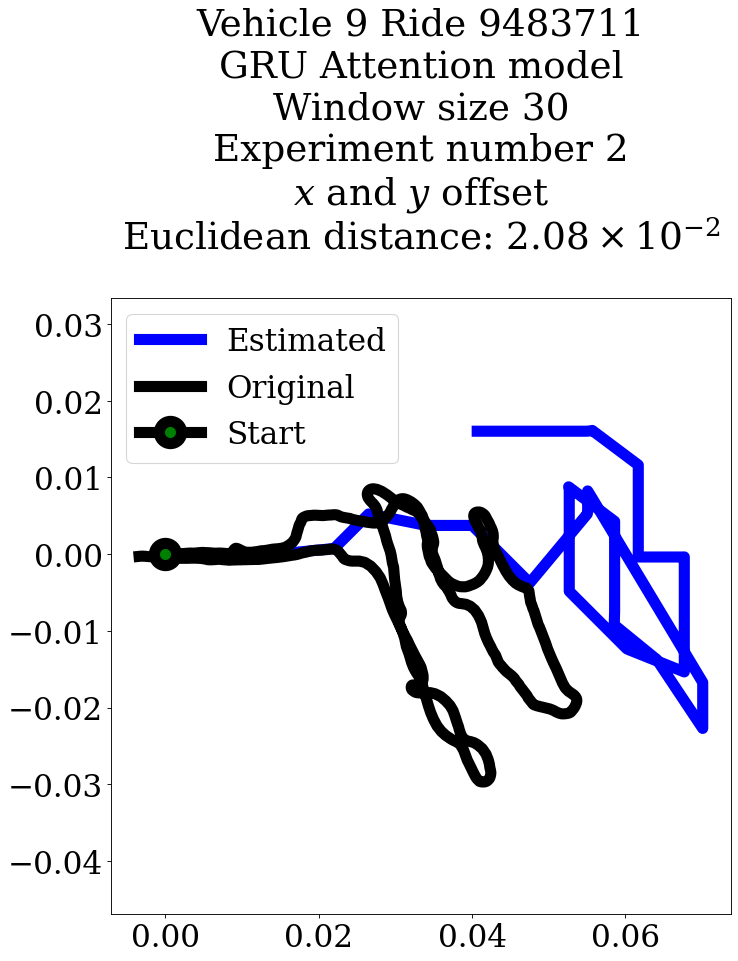 Vehicle 9 Ride 9483711
GRU Attention model
Window size 30
Experiment number 2
x and y offset
Euclidean distance: 2.08 × 10⁻²
Estimated
Original
Start
0.03
0.02
0.01
0.00
−0.01
−0.02
−0.03
−0.04
0.00 0.02 0.04 0.06